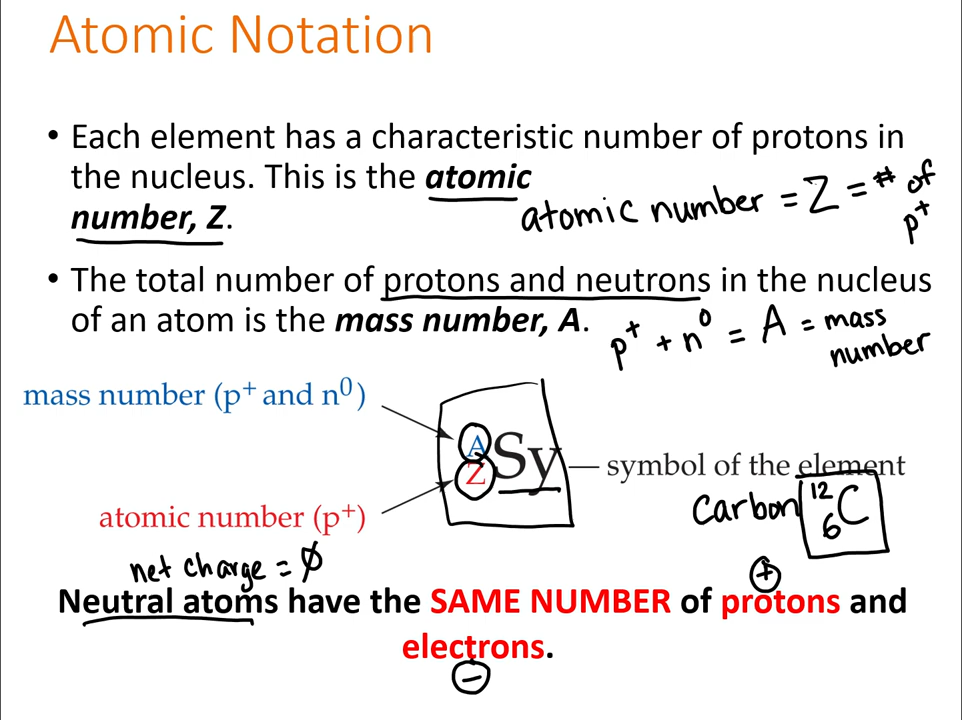 Atomic Notation
• Each element has a characteristic number of protons in
the nucleus. This is the atomic
number, Z.
atomic number = Z = # of
p⁺
• The total number of protons and neutrons in the nucleus
of an atom is the mass number, A.
p⁺ + n⁰ = A = mass
number
mass number (p⁺ and n⁰)
A
Z
Sy
symbol of the element
atomic number (p⁺)
Carbon
12
6
C
net charge = 0
+
Neutral atoms have the SAME NUMBER of protons and
electrons.
−